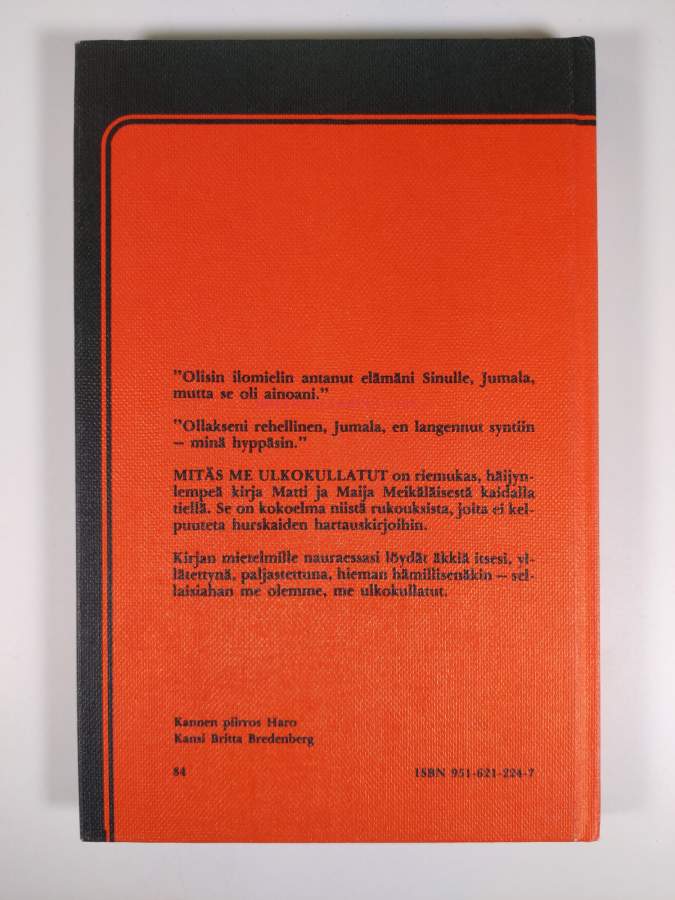 "Olisin ilomielin antanut elämäni Sinulle, Jumala,
mutta se oli ainoani."
"Ollakseni rehellinen, Jumala, en langennut syntiin
– minä hyppäsin."
MITÄS ME ULKOKULLATUT on riemukas, häijyn-
lempeä kirja Matti ja Maija Meikäläisestä kaidalla
tiellä. Se on kokoelma niistä rukouksista, joita ei kel-
puuteta hurskaiden hartauskirjoihin.
Kirjan mietelmille nauraessasi löydät äkkiä itsesi, yl-
lätettynä, paljastettuna, hieman hämillisenäkin – sel-
laisiahan me olemme, me ulkokullatut.
Kannen piirros Haro
Kansi Britta Bredenberg
84 ISBN 951-621-224-7